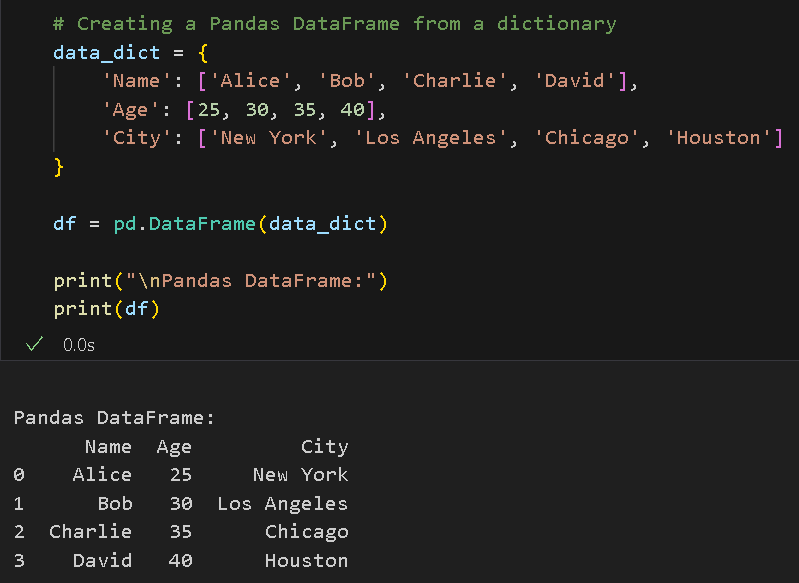 # Creating a Pandas DataFrame from a dictionary
data_dict = {
    'Name': ['Alice', 'Bob', 'Charlie', 'David'],
    'Age': [25, 30, 35, 40],
    'City': ['New York', 'Los Angeles', 'Chicago', 'Houston']
}
df = pd.DataFrame(data_dict)
print("\nPandas DataFrame:")
print(df)
0.0s
Pandas DataFrame:
      Name  Age         City
0    Alice   25     New York
1      Bob   30  Los Angeles
2  Charlie   35      Chicago
3    David   40      Houston